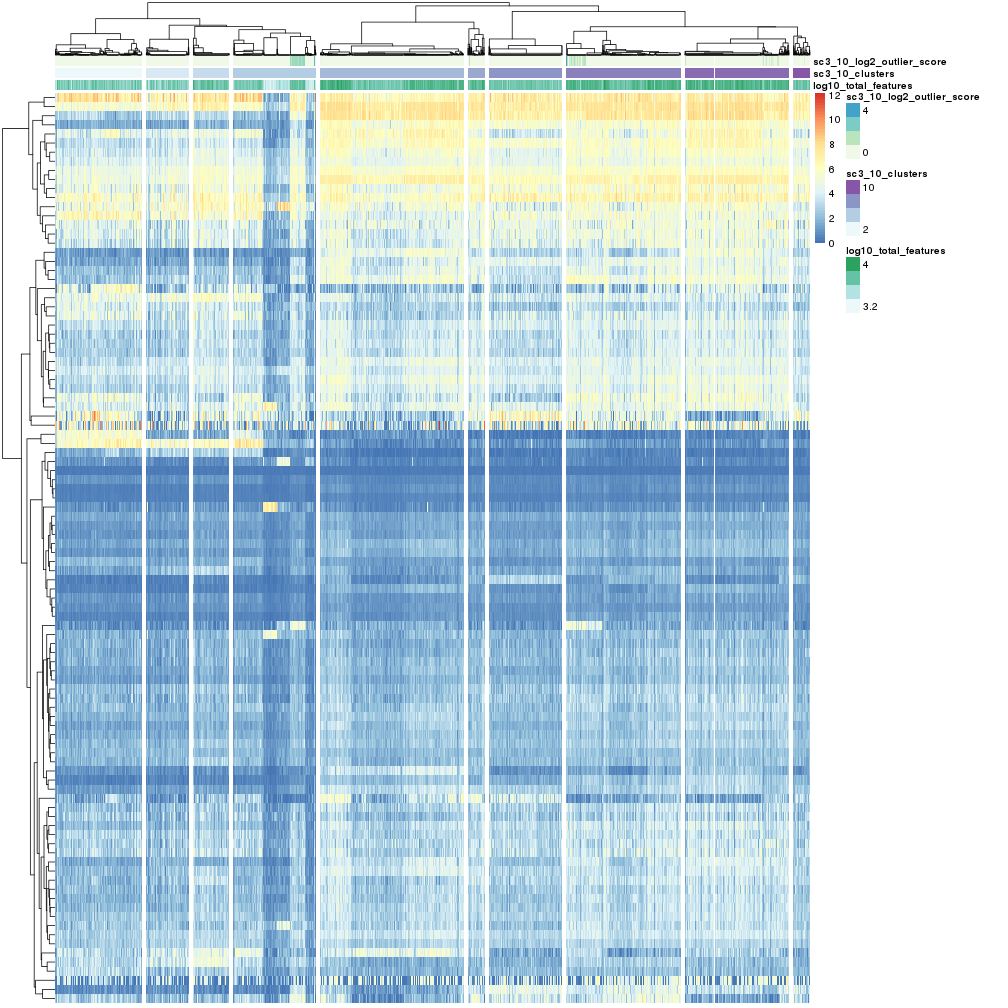 sc3_10_log2_outlier_score
sc3_10_clusters
log10_total_features
12
10
8
6
4
2
0
sc3_10_log2_outlier_score
4
0
sc3_10_clusters
10
2
log10_total_features
4
3.2